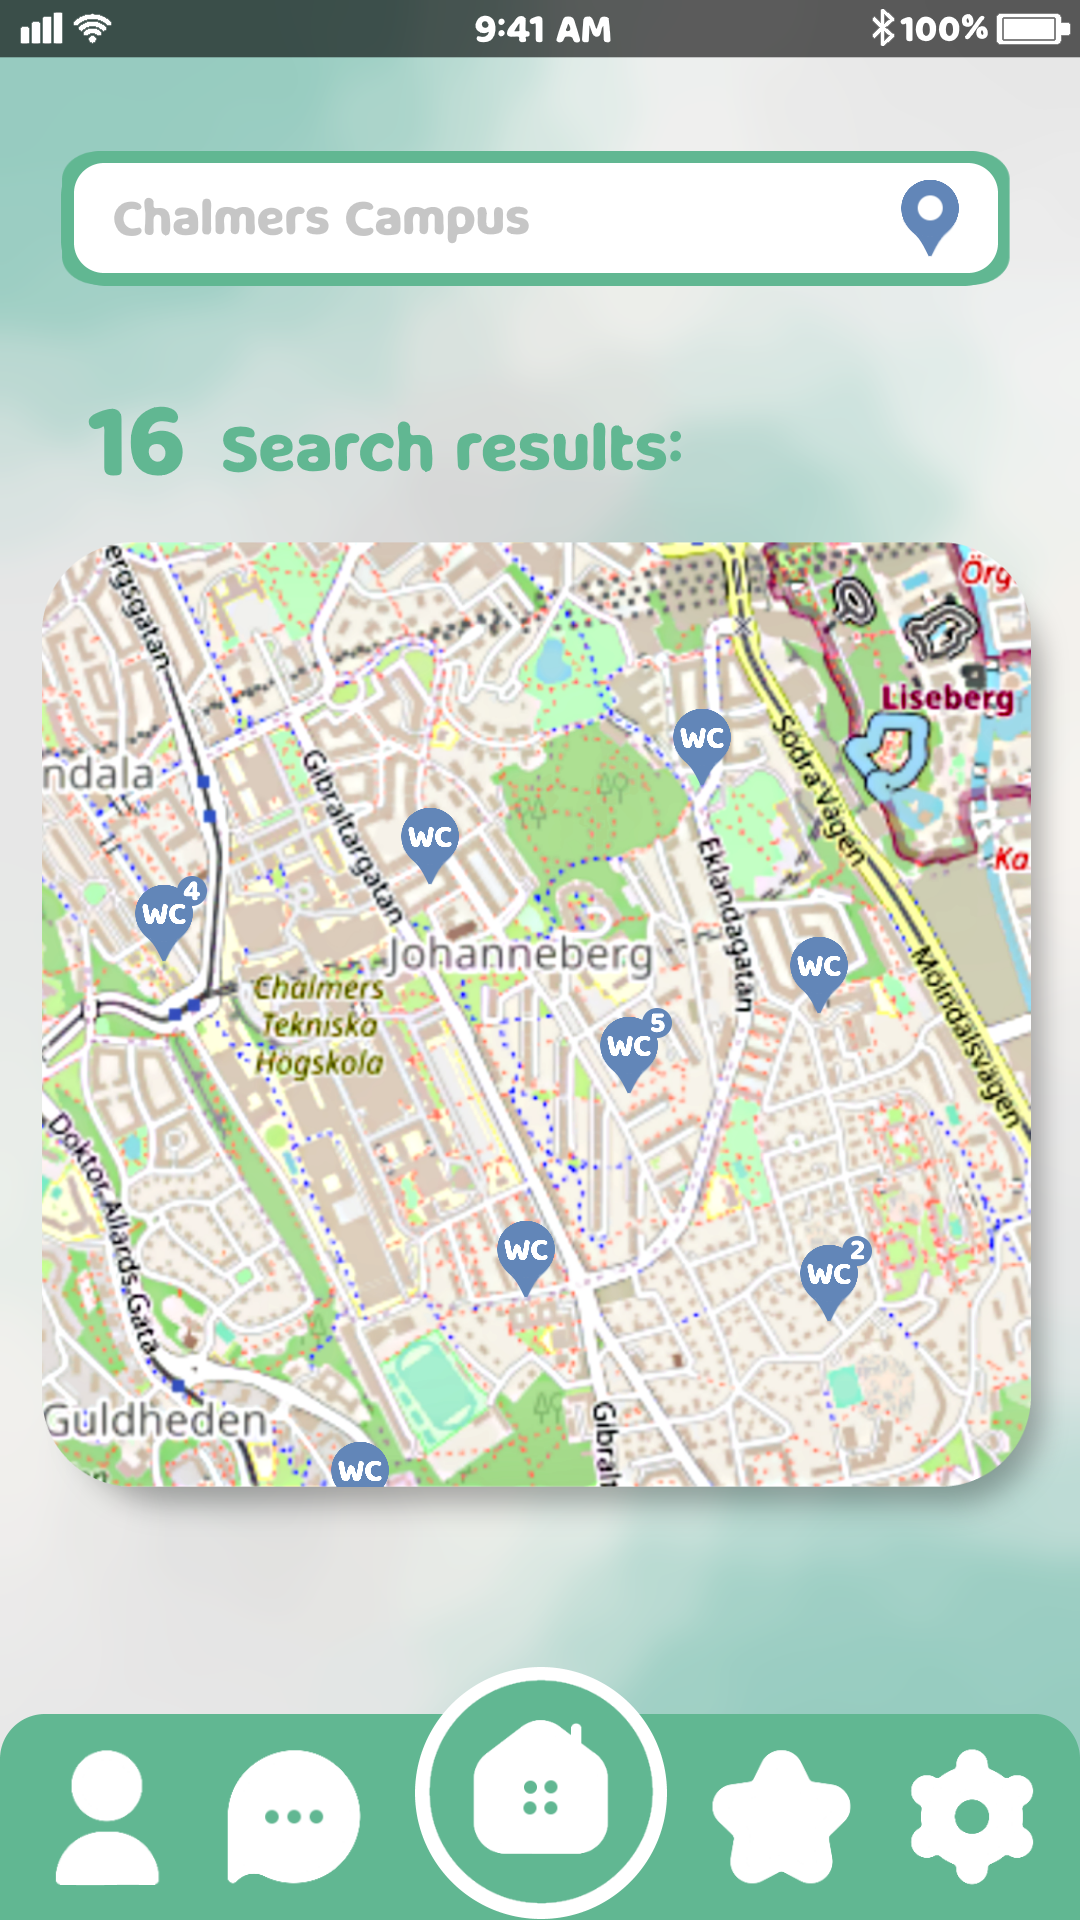 9:41 AM
100%
Chalmers Campus
16 Search results:
ergsgatan
Örg
Liseberg
WC
Södra Vägen
ndala
Gibraltargatan
WC
Eklandagatan
Ka
WC 4
Johanneberg
WC
Mölndalsvägen
Chalmers
Tekniska
Högskola
WC 5
Doktor Allards Gata
WC
WC 2
Guldheden
Gibralt
WC